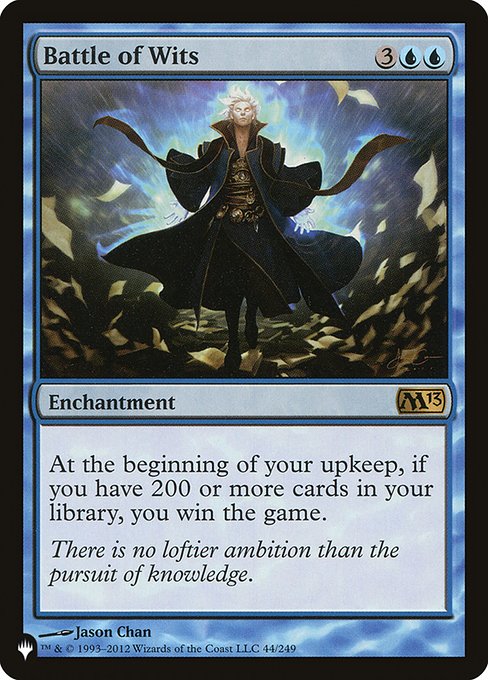 Battle of Wits 3
Enchantment M13
At the beginning of your upkeep, if
you have 200 or more cards in your
library, you win the game.
There is no loftier ambition than the
pursuit of knowledge.
Jason Chan
™ & © 1993–2012 Wizards of the Coast LLC 44/249